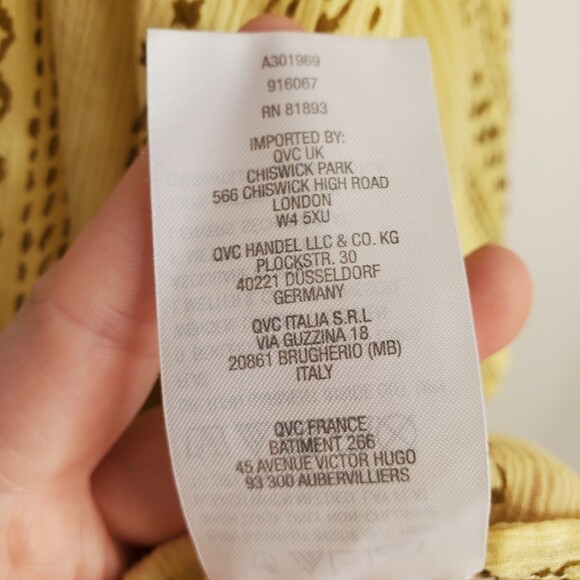 A301969
916067
RN 81893
IMPORTED BY:
QVC UK
CHISWICK PARK
566 CHISWICK HIGH ROAD
LONDON
W4 5XU
QVC HANDEL LLC & CO. KG
PLOCKSTR. 30
40221 DÜSSELDORF
GERMANY
QVC ITALIA S.R.L
VIA GUZZINA 18
20861 BRUGHERIO (MB)
ITALY
QVC FRANCE
BATIMENT 266
45 AVENUE VICTOR HUGO
93 300 AUBERVILLIERS